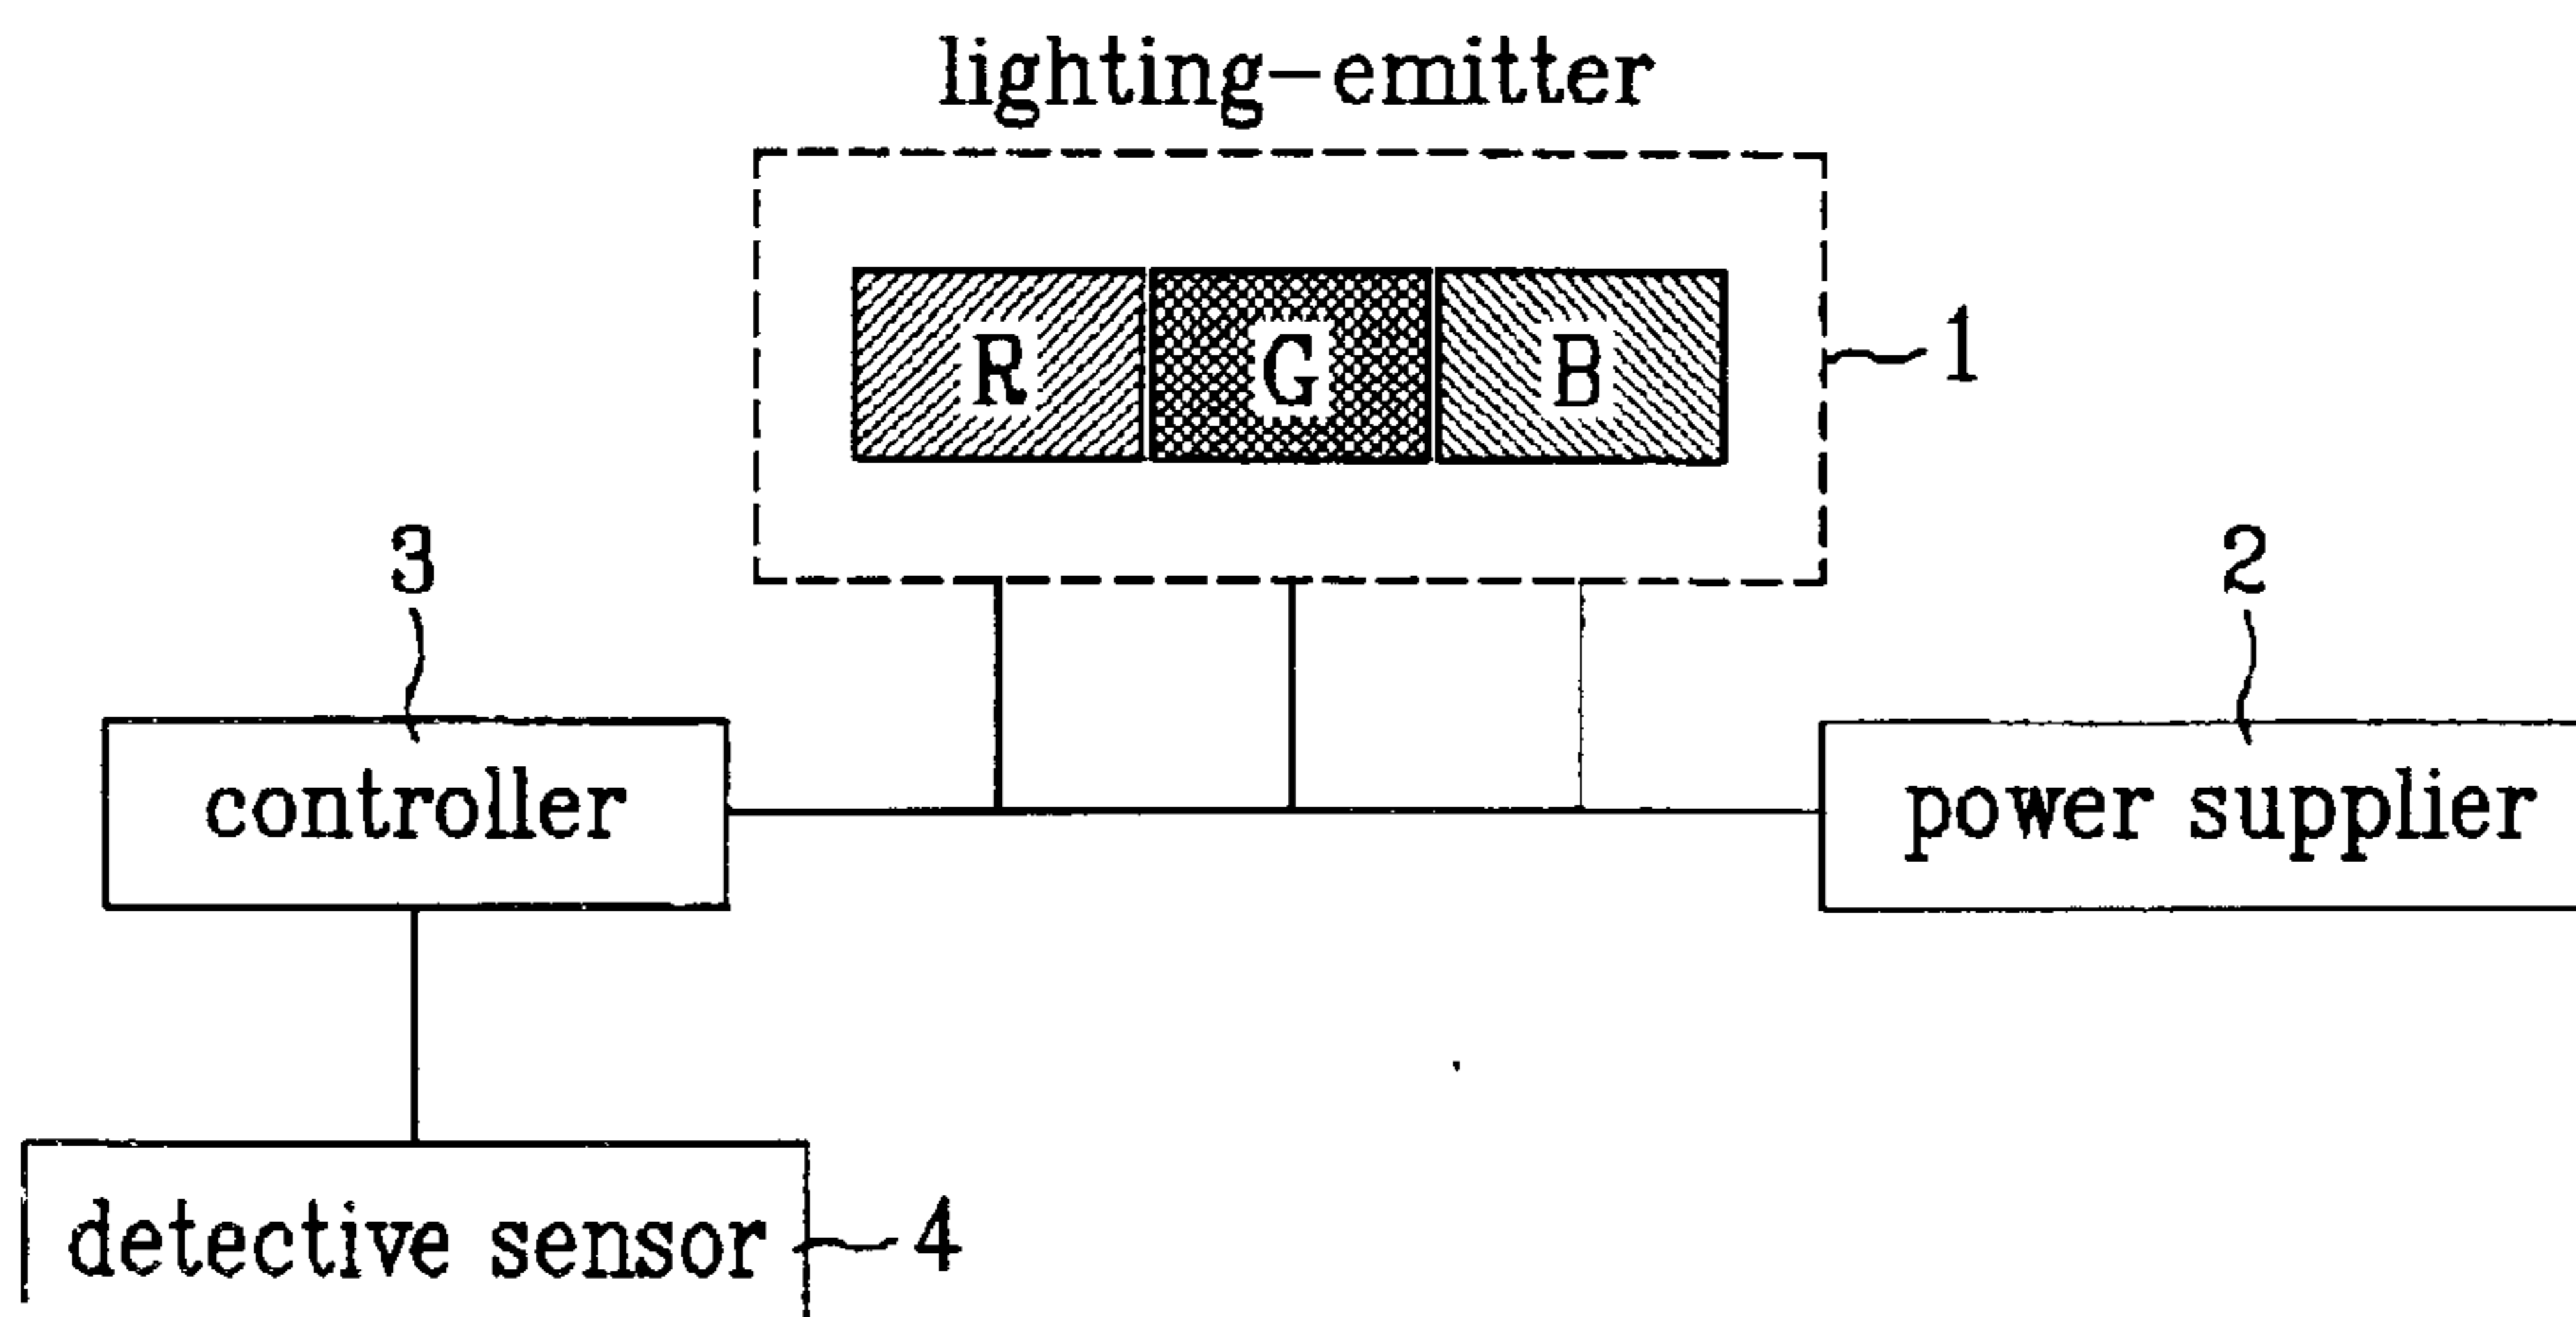 lighting-emitter
R G B
1
3
2
controller
power supplier
detective sensor
4